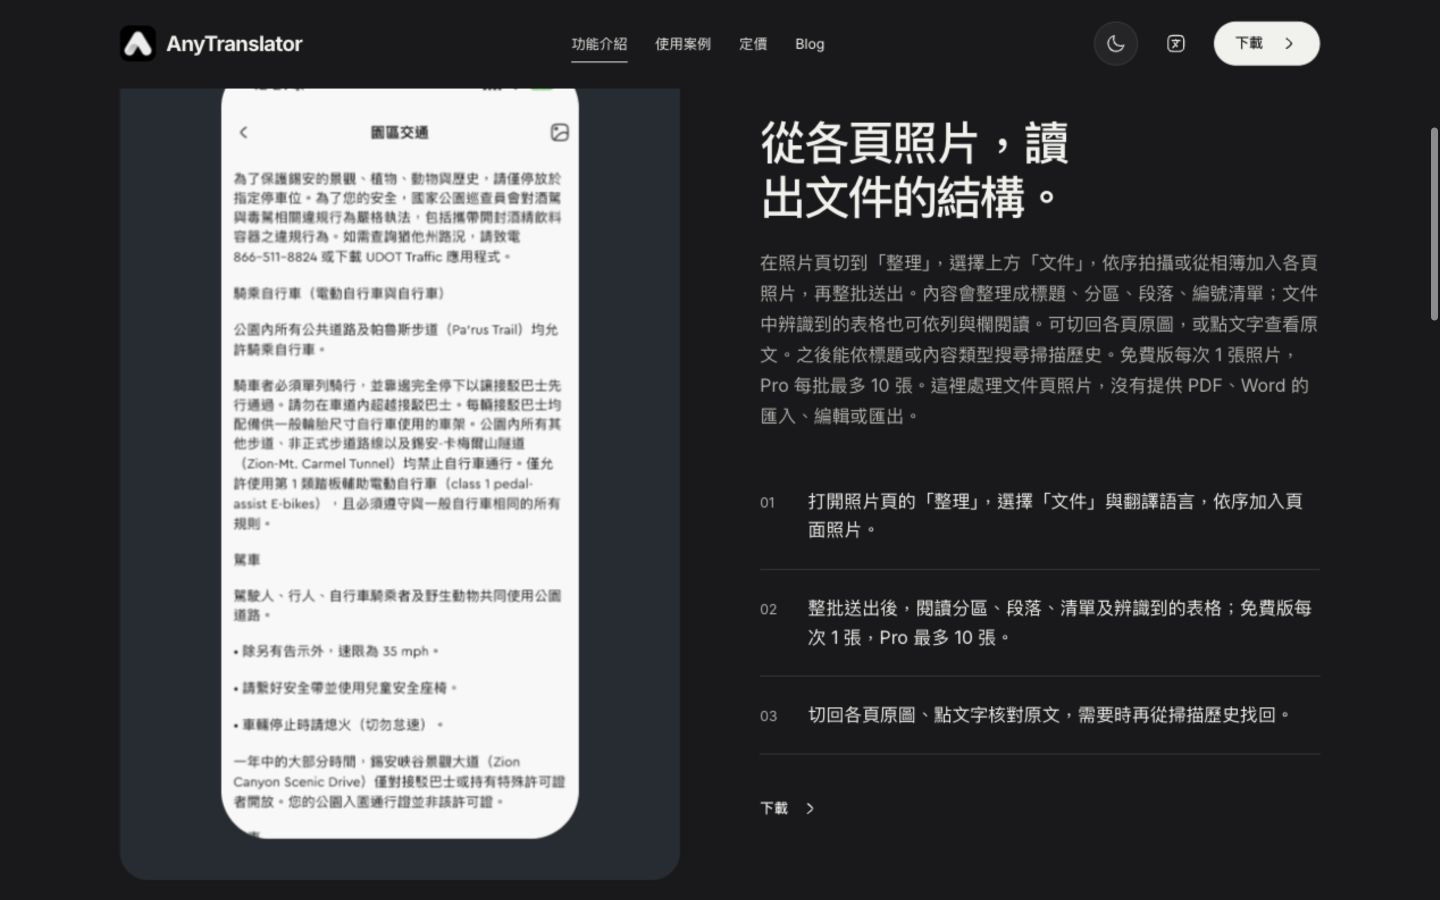 AnyTranslator
功能介紹
使用案例
定價
Blog
下載
園區交通
為了保護錫安的景觀、植物、動物與歷史，請僅停放於
指定停車位。為了您的安全，國家公園巡查員會對酒駕
與毒駕相關違規行為嚴格執法，包括攜帶開封酒精飲料
容器之違規行為。如需查詢猶他州路況，請致電
866-511-8824 或下載 UDOT Traffic 應用程式。
騎乘自行車（電動自行車與自行車）
公園內所有公共道路及帕魯斯步道（Pa'rus Trail）均允
許騎乘自行車。
騎車者必須單列騎行，並靠邊完全停下以讓接駁巴士先
行通過。請勿在車道內超越接駁巴士。每輛接駁巴士均
配備供一般輪胎尺寸自行車使用的車架。公園內所有其
他步道、非正式步道路線以及錫安-卡梅爾山隧道
（Zion-Mt. Carmel Tunnel）均禁止自行車通行。僅允
許使用第 1 類踏板輔助電動自行車（class 1 pedal-
assist E-bikes），且必須遵守與一般自行車相同的所有
規則。
駕車
駕駛人、行人、自行車騎乘者及野生動物共同使用公園
道路。
• 除另有告示外，速限為 35 mph。
• 請繫好安全帶並使用兒童安全座椅。
• 車輛停止時請熄火（切勿怠速）。
一年中的大部分時間，錫安峽谷景觀大道（Zion
Canyon Scenic Drive）僅對接駁巴士或持有特殊許可證
者開放。您的公園入園通行證並非該許可證。
從各頁照片，讀
出文件的結構。
在照片頁切到「整理」，選擇上方「文件」，依序拍攝或從相簿加入各頁
照片，再整批送出。內容會整理成標題、分區、段落、編號清單；文件
中辨識到的表格也可依列與欄閱讀。可切回各頁原圖，或點文字查看原
文。之後能依標題或內容類型搜尋掃描歷史。免費版每次 1 張照片，
Pro 每批最多 10 張。這裡處理文件頁照片，沒有提供 PDF、Word 的
匯入、編輯或匯出。
01
打開照片頁的「整理」，選擇「文件」與翻譯語言，依序加入頁
面照片。
02
整批送出後，閱讀分區、段落、清單及辨識到的表格；免費版每
次 1 張，Pro 最多 10 張。
03
切回各頁原圖、點文字核對原文，需要時再從掃描歷史找回。
下載